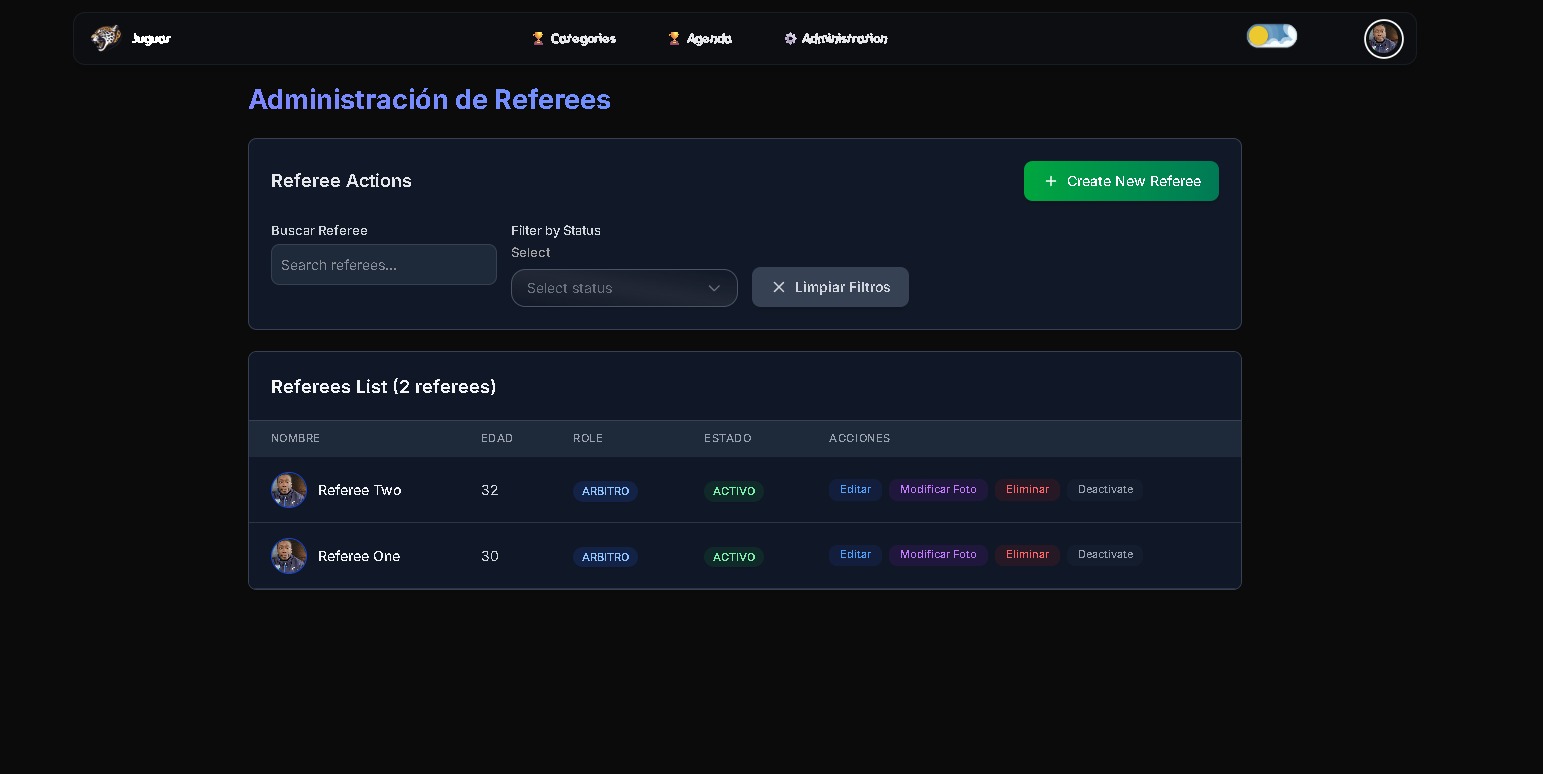 Juguar
Categories
Agenda
Administration
Administración de Referees
Referee Actions
Create New Referee
Buscar Referee
Filter by Status
Select
Search referees...
Select status
Limpiar Filtros
Referees List (2 referees)
NOMBRE EDAD ROLE ESTADO ACCIONES
Referee Two 32 ARBITRO ACTIVO Editar Modificar Foto Eliminar Deactivate
Referee One 30 ARBITRO ACTIVO Editar Modificar Foto Eliminar Deactivate